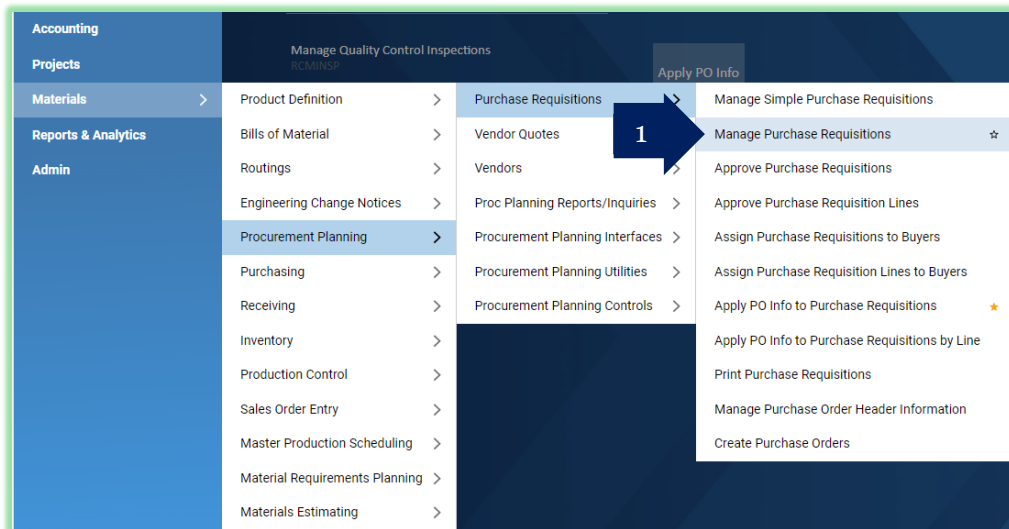 Accounting
Projects
Materials
Reports & Analytics
Admin
Manage Quality Control Inspections
RCMINSP
Apply PO Info
Product Definition
Bills of Material
Routings
Engineering Change Notices
Procurement Planning
Purchasing
Receiving
Inventory
Production Control
Sales Order Entry
Master Production Scheduling
Material Requirements Planning
Materials Estimating
Purchase Requisitions
Vendor Quotes
Vendors
Proc Planning Reports/Inquiries
Procurement Planning Interfaces
Procurement Planning Utilities
Procurement Planning Controls
1
Manage Simple Purchase Requisitions
Manage Purchase Requisitions
Approve Purchase Requisitions
Approve Purchase Requisition Lines
Assign Purchase Requisitions to Buyers
Assign Purchase Requisition Lines to Buyers
Apply PO Info to Purchase Requisitions
Apply PO Info to Purchase Requisitions by Line
Print Purchase Requisitions
Manage Purchase Order Header Information
Create Purchase Orders